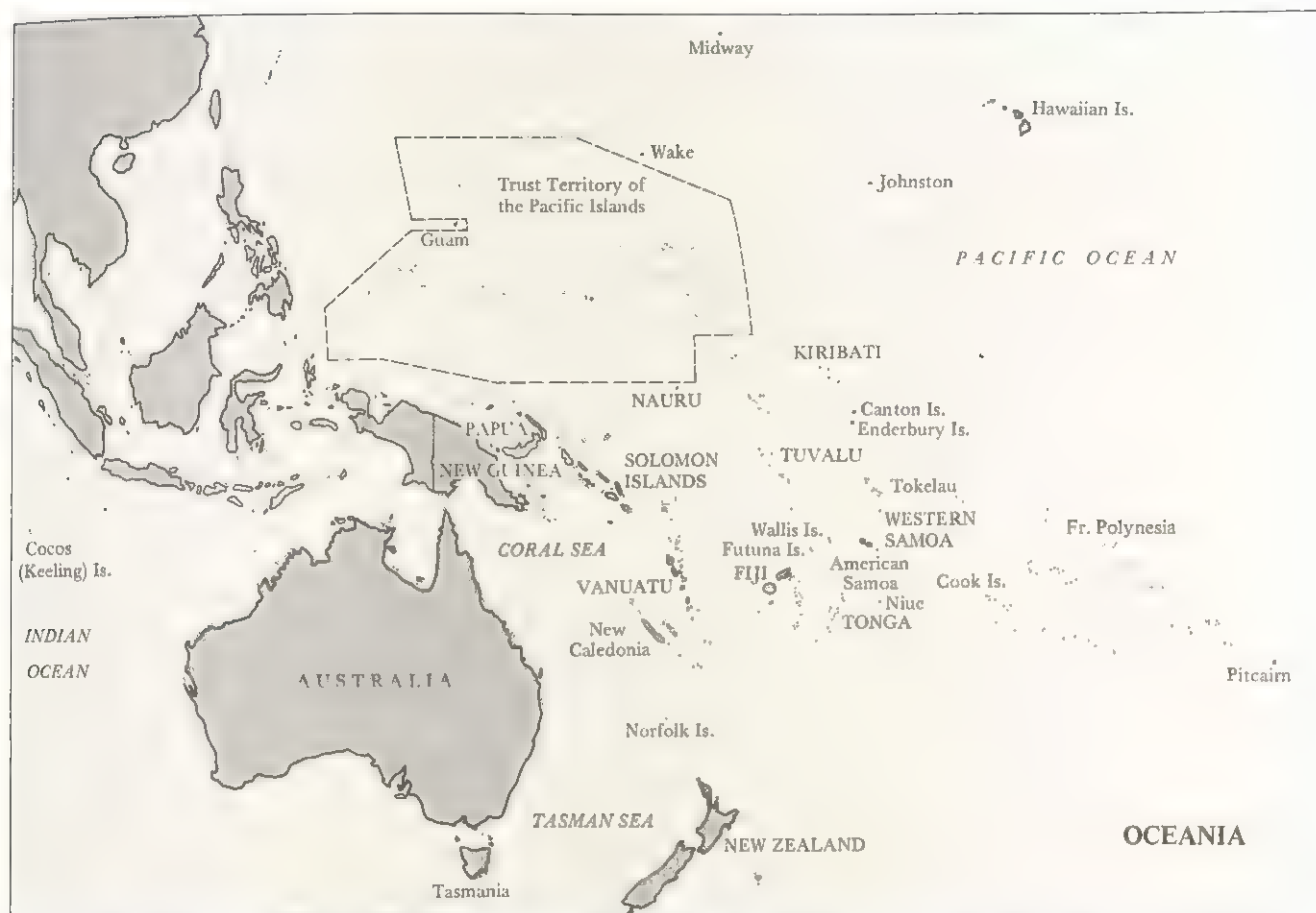 Midway
Hawaiian Is.
Wake
Johnston
Trust Territory of
the Pacific Islands
Guam
PACIFIC OCEAN
KIRIBATI
NAURU
Canton Is.
Enderbury Is.
PAPUA
NEW GUINEA
SOLOMON
ISLANDS
TUVALU
Tokelau
WESTERN
SAMOA
Fr. Polynesia
Cocos
(Keeling) Is.
CORAL SEA
Wallis Is.
Futuna Is.
FIJI
American
Samoa
Cook Is.
VANUATU
Niue
TONGA
INDIAN
OCEAN
New
Caledonia
AUSTRALIA
Pitcairn
Norfolk Is.
TASMAN SEA
NEW ZEALAND
OCEANIA
Tasmania